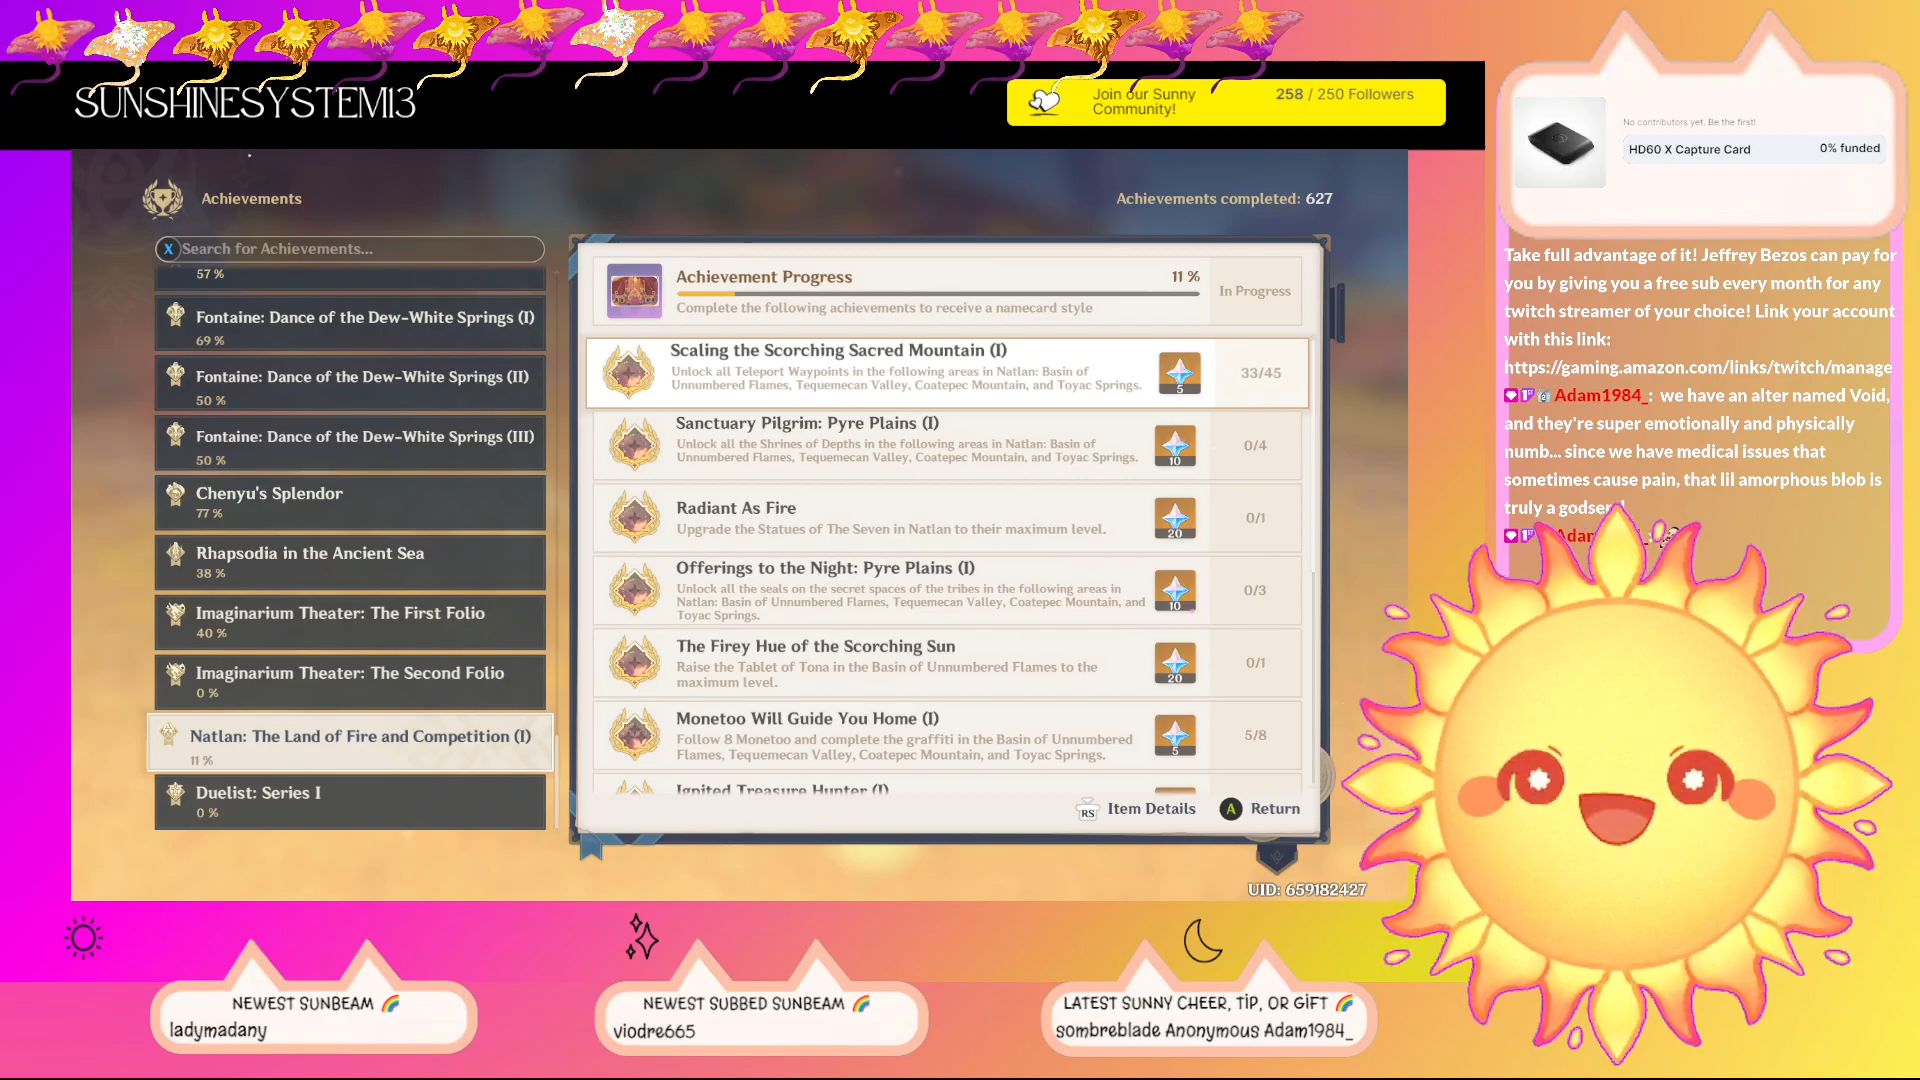 SUNSHINESYSTEM13
Join our Sunny
Community!
258 / 250 Followers
No contributors yet. Be the first!
HD60 X Capture Card
0% funded
Achievements
Achievements completed: 627
X Search for Achievements...
57 %
Fontaine: Dance of the Dew-White Springs (I)
69 %
Fontaine: Dance of the Dew-White Springs (II)
50 %
Fontaine: Dance of the Dew-White Springs (III)
50 %
Chenyu's Splendor
77 %
Rhapsodia in the Ancient Sea
38 %
Imaginarium Theater: The First Folio
40 %
Imaginarium Theater: The Second Folio
0 %
Natlan: The Land of Fire and Competition (I)
11 %
Duelist: Series I
0 %
Achievement Progress
11 %
Complete the following achievements to receive a namecard style
In Progress
Scaling the Scorching Sacred Mountain (I)
Unlock all Teleport Waypoints in the following areas in Natlan: Basin of
Unnumbered Flames, Tequemecan Valley, Coatepec Mountain, and Toyac Springs.
5
33/45
Sanctuary Pilgrim: Pyre Plains (I)
Unlock all the Shrines of Depths in the following areas in Natlan: Basin of
Unnumbered Flames, Tequemecan Valley, Coatepec Mountain, and Toyac Springs.
10
0/4
Radiant As Fire
Upgrade the Statues of The Seven in Natlan to their maximum level.
20
0/1
Offerings to the Night: Pyre Plains (I)
Unlock all the seals on the secret spaces of the tribes in the following areas in
Natlan: Basin of Unnumbered Flames, Tequemecan Valley, Coatepec Mountain, and
Toyac Springs.
10
0/3
The Firey Hue of the Scorching Sun
Raise the Tablet of Tona in the Basin of Unnumbered Flames to the
maximum level.
20
0/1
Monetoo Will Guide You Home (I)
Follow 8 Monetoo and complete the graffiti in the Basin of Unnumbered
Flames, Tequemecan Valley, Coatepec Mountain, and Toyac Springs.
5
5/8
Ignited Treasure Hunter (I)
RS Item Details
A Return
UID: 659182427
Take full advantage of it! Jeffrey Bezos can pay for
you by giving you a free sub every month for any
twitch streamer of your choice! Link your account
with this link:
https://gaming.amazon.com/links/twitch/manage
Adam1984_: we have an alter named Void,
and they're super emotionally and physically
numb... since we have medical issues that
sometimes cause pain, that lil amorphous blob is
truly a
NEWEST SUNBEAM 🌈
ladymadany
NEWEST SUBBED SUNBEAM 🌈
viodre665
LATEST SUNNY CHEER, TIP, OR GIFT 🌈
sombreblade Anonymous Adam1984_